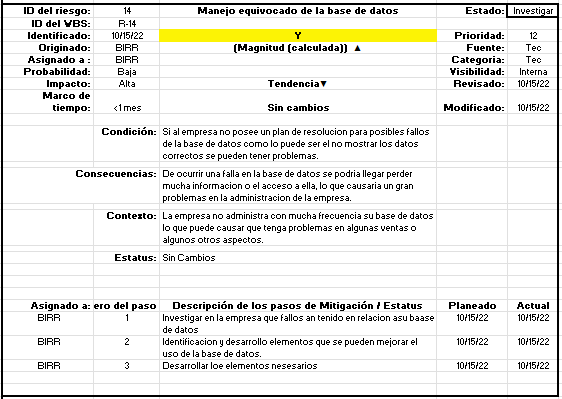 ID del riesgo: 14 Manejo equivocado de la base de datos Estado: Investigar
ID del WBS: R-14
Identificado: 10/15/22 Y Prioridad: 12
Originado: BIRR (Magnitud (calculada)) ▲ Fuente: Tec
Asignado a : BIRR Categoria: Tec
Probabilidad: Baja Visibilidad: Interna
Impacto: Alta Tendencia▼ Revisado: 10/15/22
Marco de
tiempo: <1 mes Sin cambios Modificado: 10/15/22
Condición: Si al empresa no posee un plan de resolucion para posibles fallos
de la base de datos como lo puede ser el no mostrar los datos
correctos se pueden tener problemas.
Consecuencias: De ocurrir una falla en la base de datos se podria llegar perder
mucha informacion o el acceso a ella, lo que causaria un gran
problemas en la administracion de la empresa.
Contexto: La empresa no administra con mucha frecuencia su base de datos
lo que puede causar que tenga problemas en algunas ventas o
algunos otros aspectos.
Estatus: Sin Cambios
Asignado a: ero del paso Descripción de los pasos de Mitigación / Estatus Planeado Actual
BIRR 1 Investigar en la empresa que fallos an tenido en relacion asu baase
de datos 10/15/22 10/15/22
BIRR 2 Identificacion y desarrollo elementos que se pueden mejorar el
uso de la base de datos. 10/15/22 10/15/22
BIRR 3 Desarrollar loe elementos nesesarios 10/15/22 10/15/22